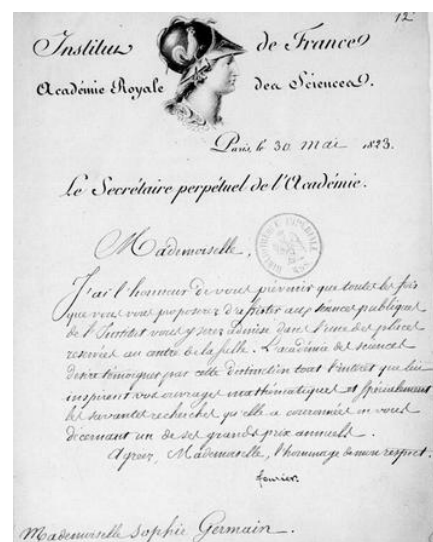 12
Institut de France
Académie Royale des Sciences.
Paris, le 30 mai 1823.
Le Secrétaire perpétuel de l'Académie.
Mademoiselle,
J'ai l'honneur de vous prévenir que toutes les fois
que vous vous proposerez d'assister aux séances publiques
de l'Institut vous y serez admise dans l'une des places
reservées au centre de la salle. L'académie des sciences
desire témoigner par cette distinction tout l'intérêt que lui
inspirent vos ouvrages mathématiques et spécialement
les savantes recherches qu'elle a couronnées en vous
décernant un de ses grands prix annuels.
Agréez, Mademoiselle, l'hommage de mon respect.
fourier
Mademoiselle Sophie Germain.